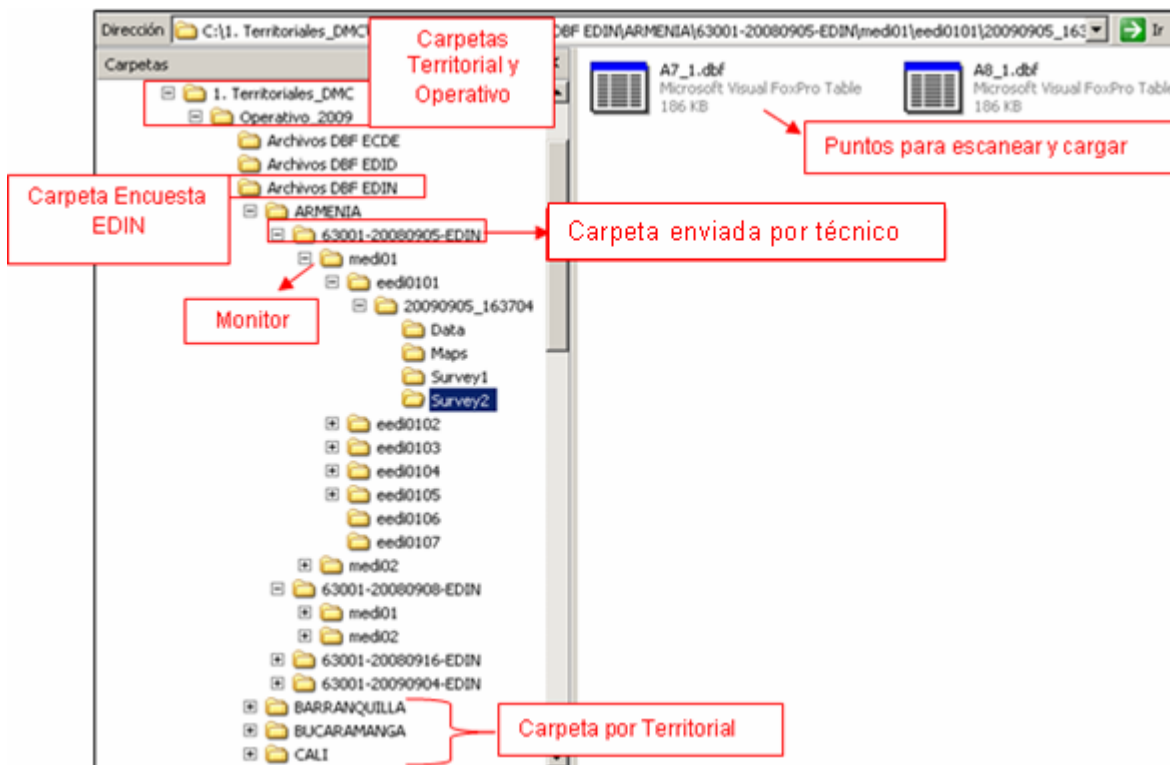 Dirección C:\1. Territoriales_DMC DBF EDIN\ARMENIA\63001-20080905-EDIN\medi01\eedi0101\20090905_163 Ir
Carpetas
Carpetas
Territorial y
Operativo
1. Territoriales_DMC
Operativo_2009
Archivos DBF ECDE
Archivos DBF EDID
Archivos DBF EDIN
Carpeta Encuesta
EDIN
ARMENIA
63001-20080905-EDIN
Carpeta enviada por técnico
medi01
Monitor
eedi0101
20090905_163704
Data
Maps
Survey1
Survey2
eedi0102
eedi0103
eedi0104
eedi0105
eedi0106
eedi0107
medi02
63001-20080908-EDIN
medi01
medi02
63001-20080916-EDIN
63001-20090904-EDIN
BARRANQUILLA
BUCARAMANGA
CALI
Carpeta por Territorial
A7_1.dbf
Microsoft Visual FoxPro Table
186 KB
A8_1.dbf
Microsoft Visual FoxPro Table
186 KB
Puntos para escanear y cargar